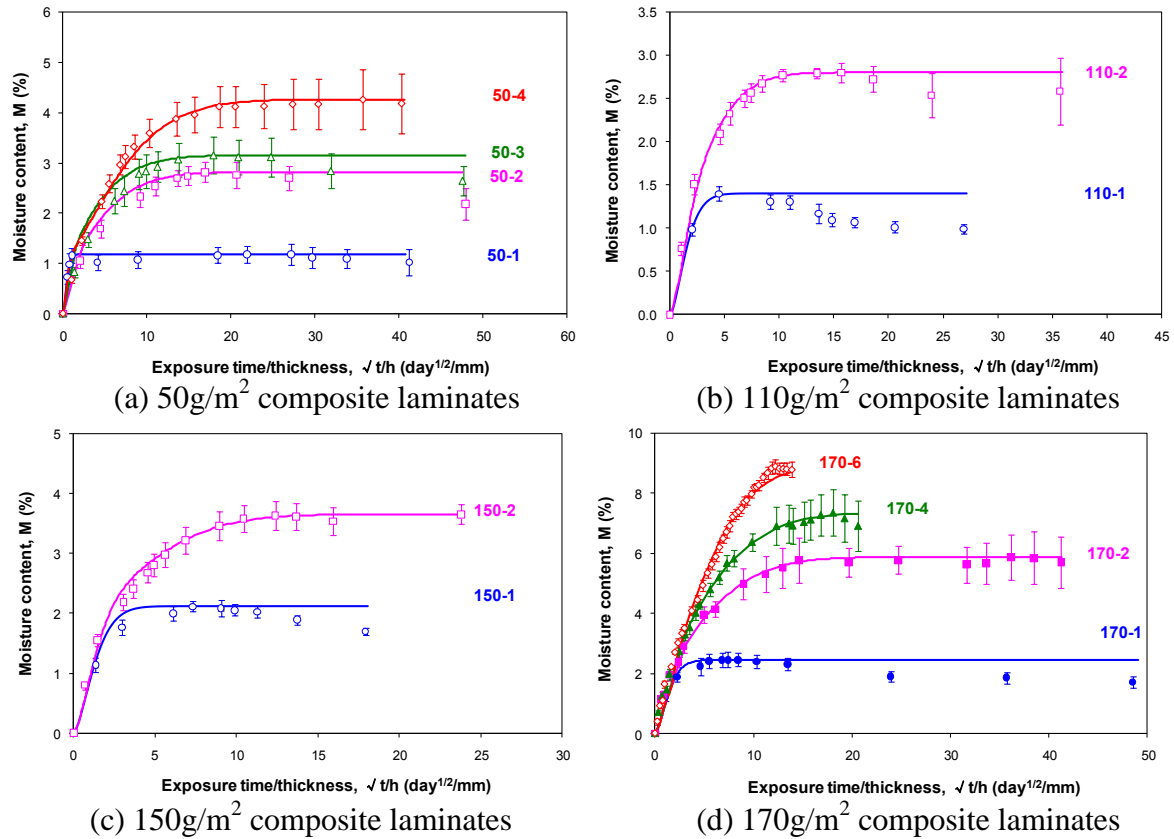 6
5
4
3
2
1
0
0 10 20 30 40 50 60
Moisture content, M (%)
Exposure time/thickness, √t/h (day1/2/mm)
50-4
50-3
50-2
50-1
(a) 50g/m2 composite laminates
3.5
3.0
2.5
2.0
1.5
1.0
0.5
0.0
0 5 10 15 20 25 30 35 40 45
Moisture content, M (%)
Exposure time/thickness, √t/h (day1/2/mm)
110-2
110-1
(b) 110g/m2 composite laminates
5
4
3
2
1
0
0 5 10 15 20 25 30
Moisture content, M (%)
Exposure time/thickness, √t/h (day1/2/mm)
150-2
150-1
(c) 150g/m2 composite laminates
10
8
6
4
2
0
0 10 20 30 40 50
Moisture content, M (%)
Exposure time/thickness, √t/h (day1/2/mm)
170-6
170-4
170-2
170-1
(d) 170g/m2 composite laminates